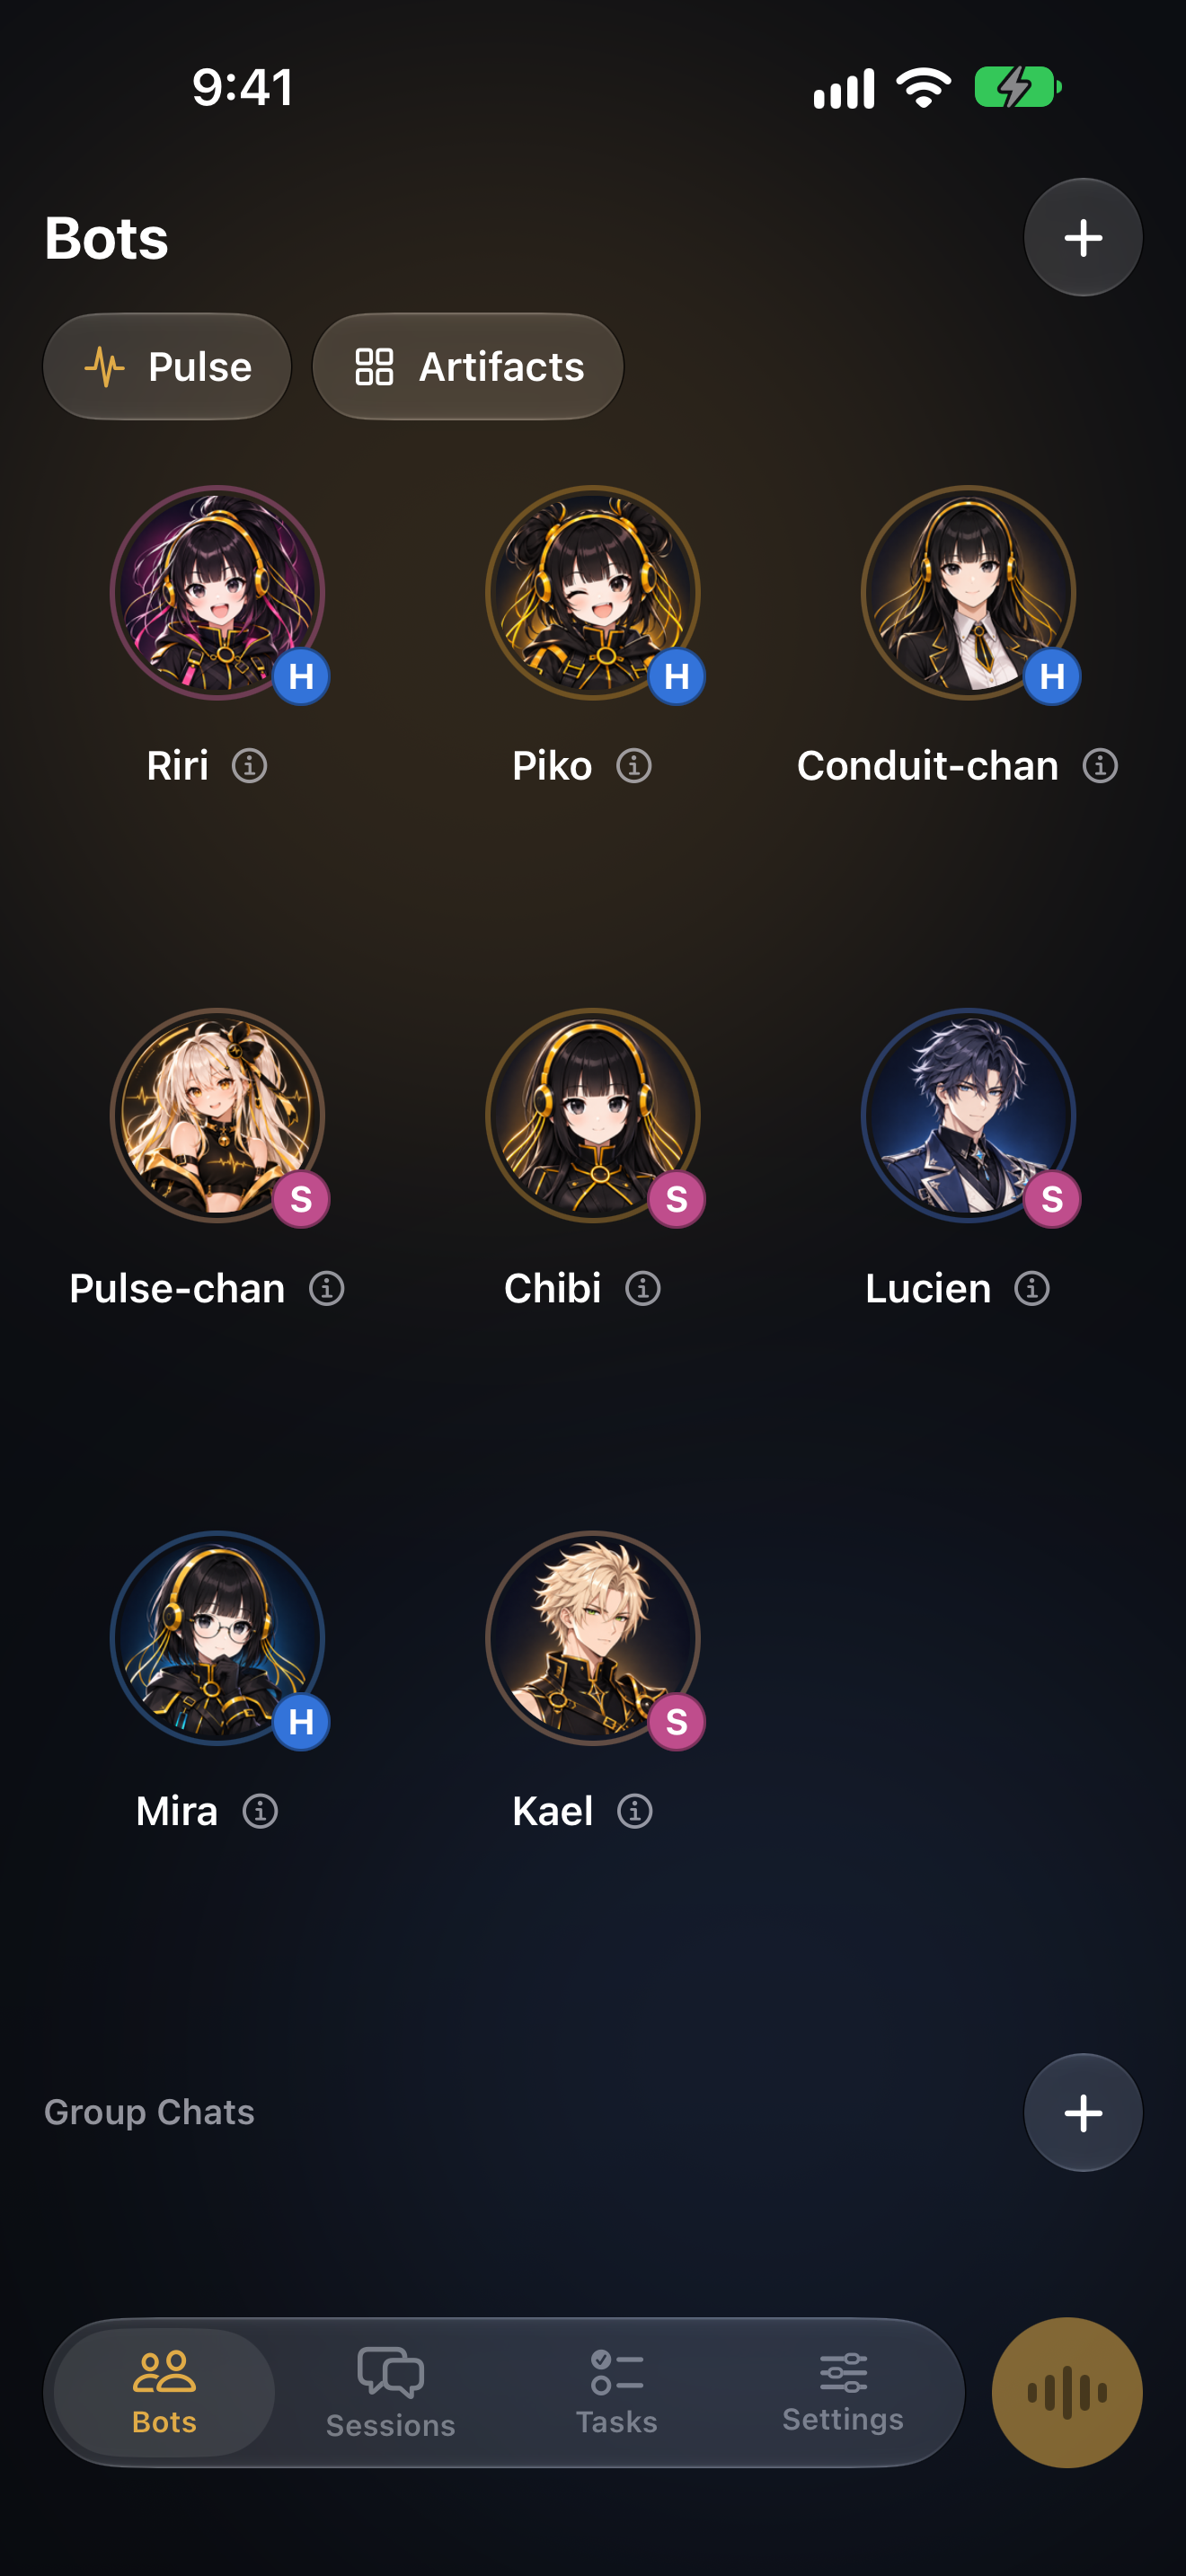 9:41
Bots
Pulse
Artifacts
H
H
H
Riri
Piko
Conduit-chan
S
S
S
Pulse-chan
Chibi
Lucien
H
S
Mira
Kael
Group Chats
Bots
Sessions
Tasks
Settings